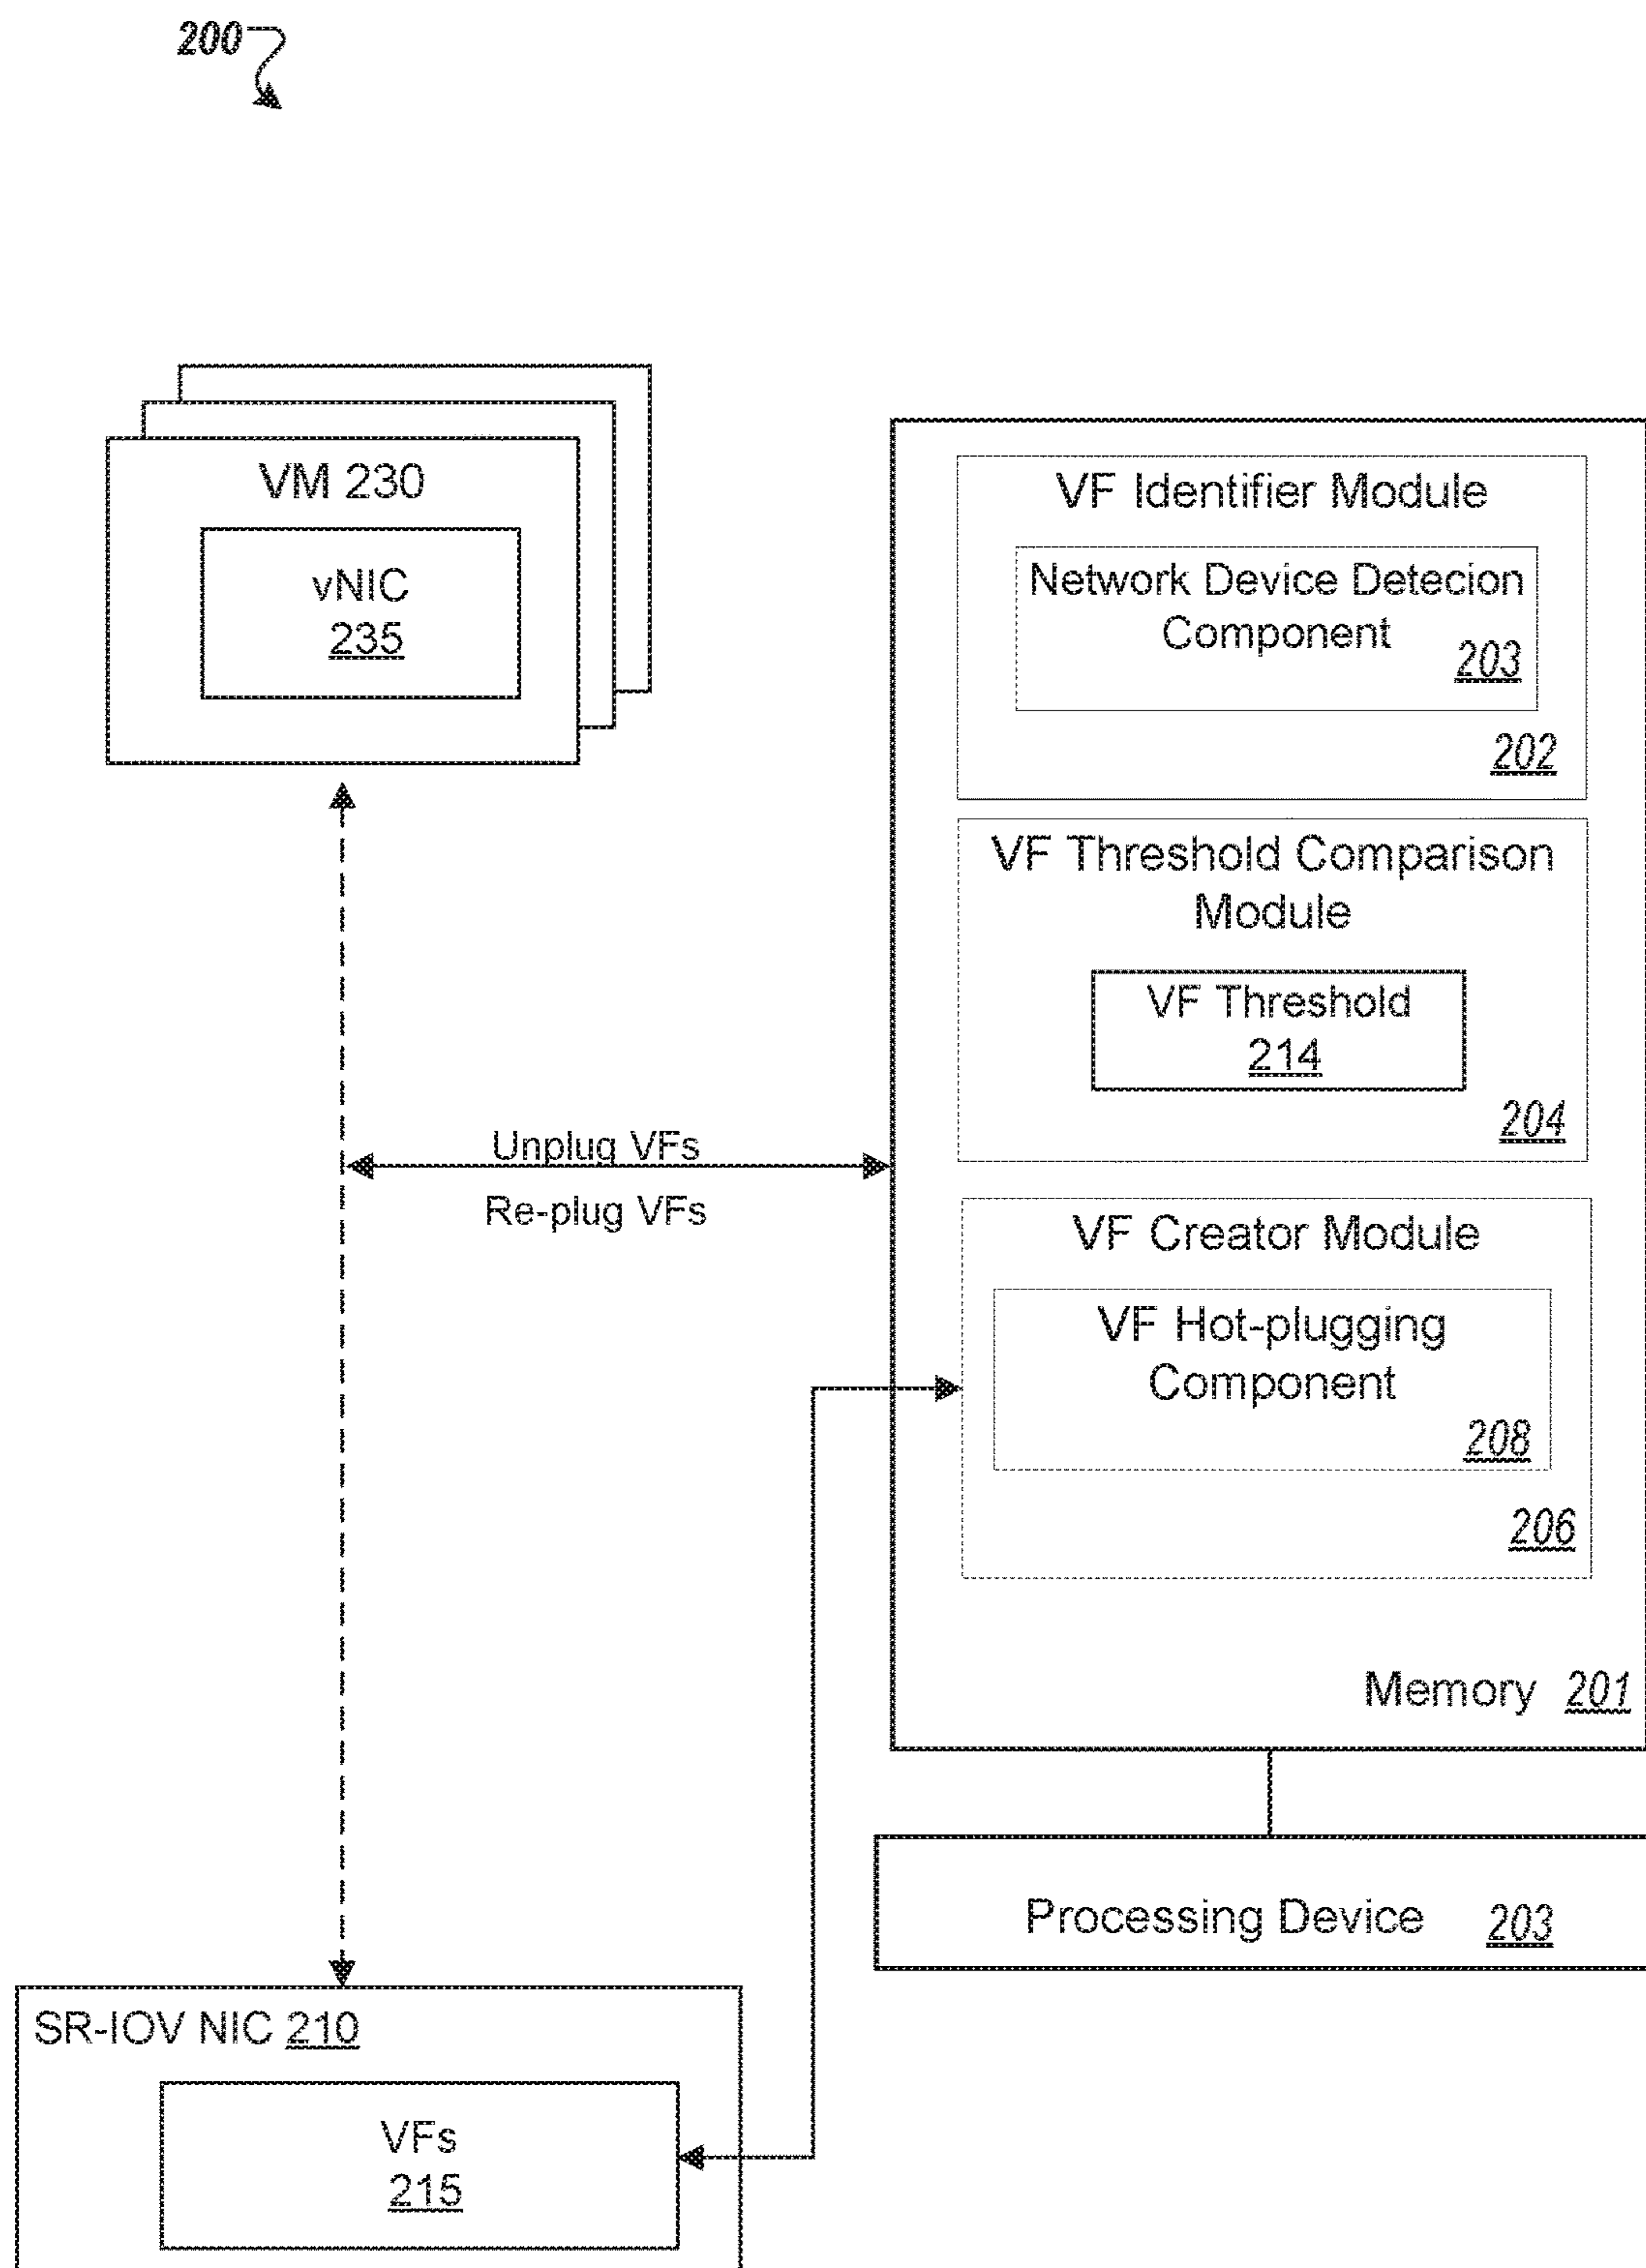 200
VM 230
vNIC
235
VF Identifier Module
Network Device Detecion
Component
203
202
VF Threshold Comparison
Module
VF Threshold
214
204
Unplug VFs
Re-plug VFs
VF Creator Module
VF Hot-plugging
Component
208
206
Memory 201
Processing Device 203
SR-IOV NIC 210
VFs
215